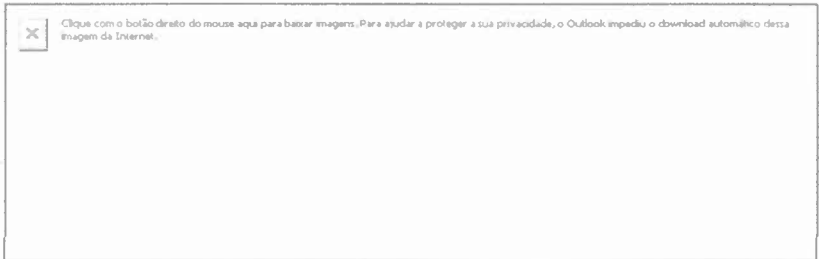 Clique com o botão direito do mouse aqui para baixar imagens. Para ajudar a proteger a sua privacidade, o Outlook impediu o download automático dessa
imagem da Internet.